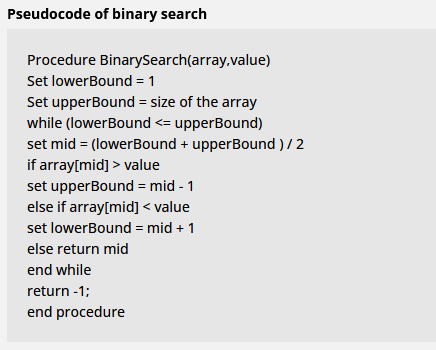 Pseudocode of binary search
Procedure BinarySearch(array,value)
Set lowerBound = 1
Set upperBound = size of the array
while (lowerBound <= upperBound)
set mid = (lowerBound + upperBound ) / 2
if array[mid] > value
set upperBound = mid - 1
else if array[mid] < value
set lowerBound = mid + 1
else return mid
end while
return -1;
end procedure